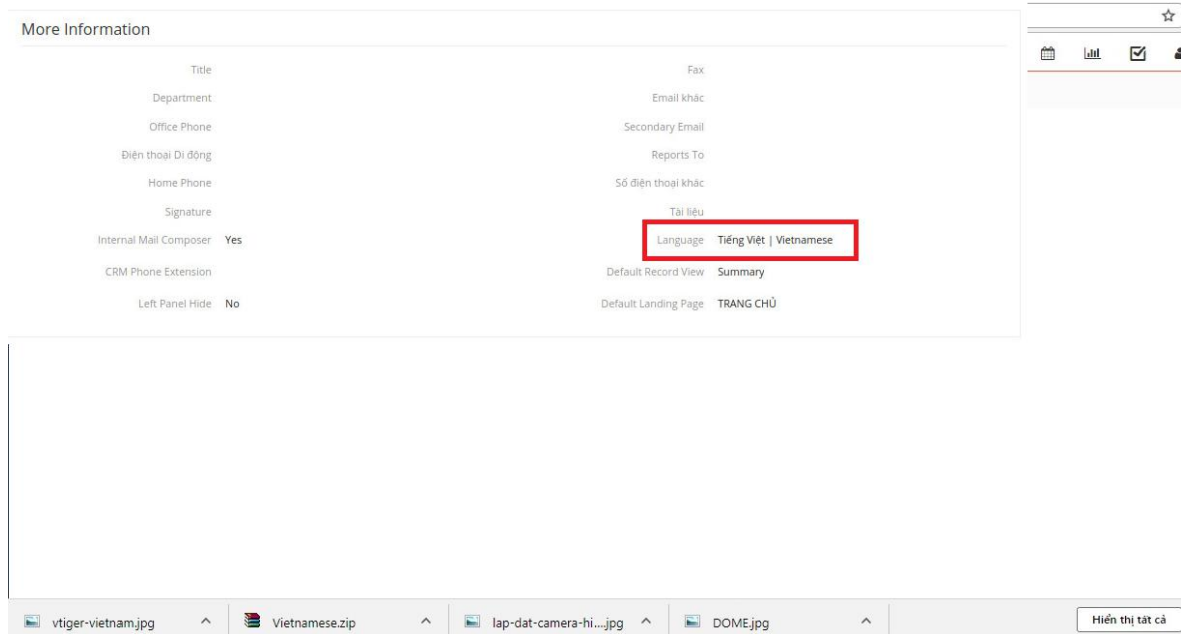 More Information
Title Fax
Department Email khác
Office Phone Secondary Email
Điện thoại Di động Reports To
Home Phone Số điện thoại khác
Signature Tài liệu
Internal Mail Composer Yes Language Tiếng Việt | Vietnamese
CRM Phone Extension Default Record View Summary
Left Panel Hide No Default Landing Page TRANG CHỦ
vtiger-vietnam.jpg Vietnamese.zip lap-dat-camera-hi....jpg DOME.jpg Hiển thị tất cả